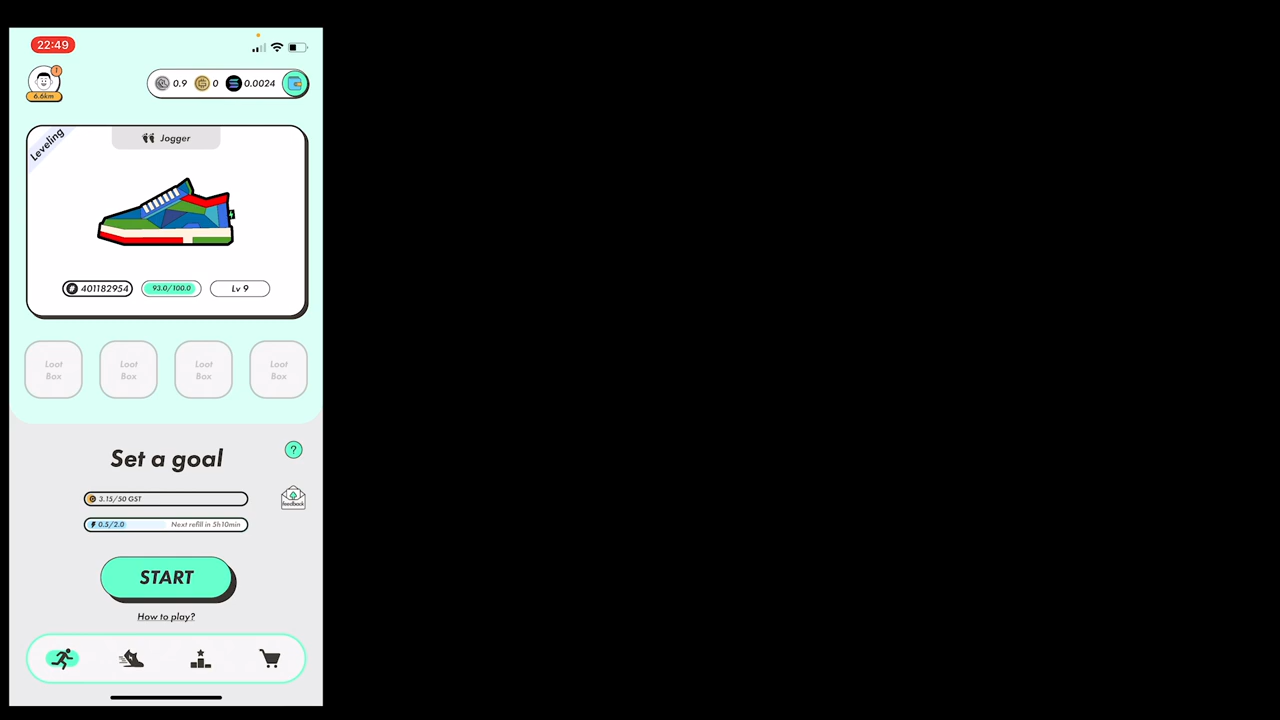 22:49
6.6km
0.9 0 0.0024
Leveling
Jogger
# 401182954 93.0/100.0 Lv 9
Loot Box
Loot Box
Loot Box
Loot Box
Set a goal
?
3.15/50 GST
feedback
0.5/2.0 Next refill in 5h10min
START
How to play?